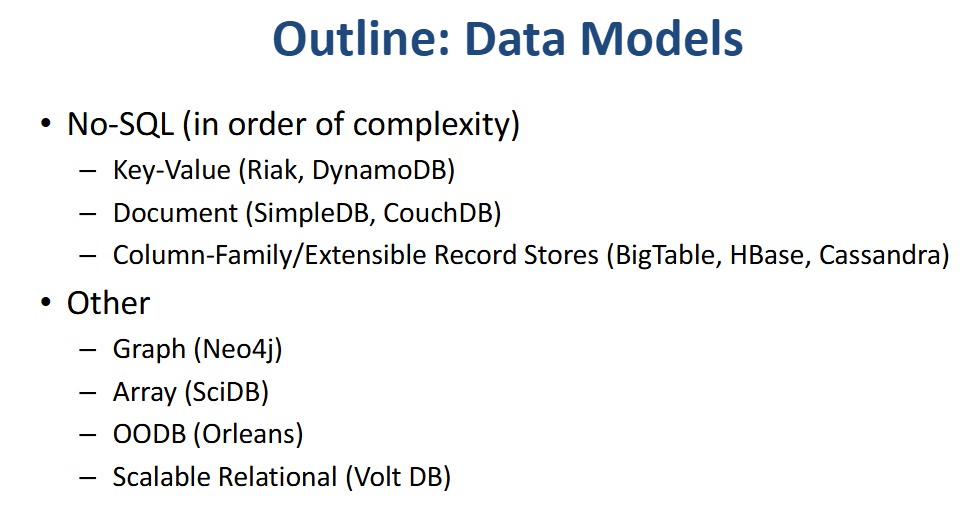 Outline: Data Models
• No-SQL (in order of complexity)
– Key-Value (Riak, DynamoDB)
– Document (SimpleDB, CouchDB)
– Column-Family/Extensible Record Stores (BigTable, HBase, Cassandra)
• Other
– Graph (Neo4j)
– Array (SciDB)
– OODB (Orleans)
– Scalable Relational (Volt DB)